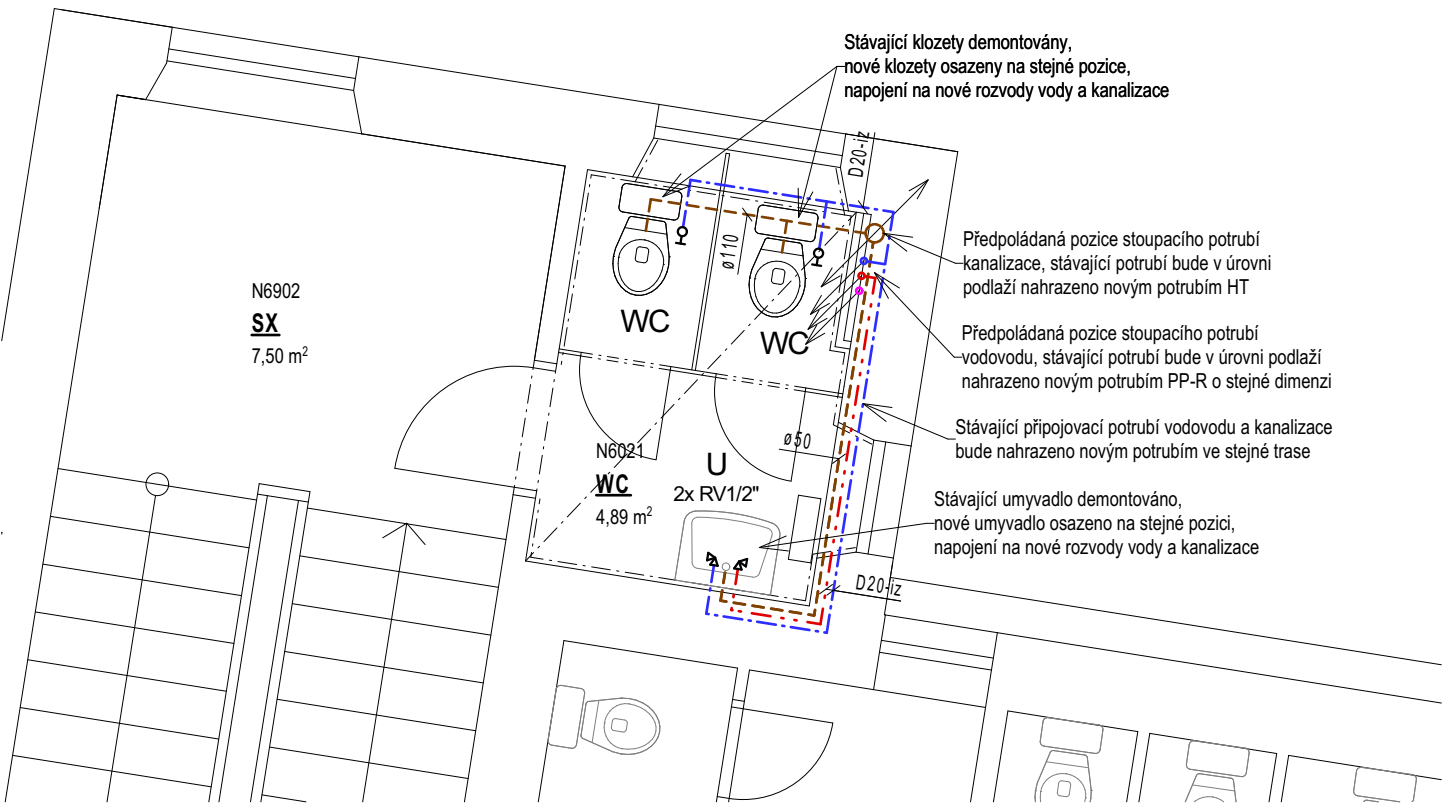 Stávající klozety demontovány,
nové klozety osazeny na stejné pozice,
napojení na nové rozvody vody a kanalizace
D20-iz
Předpoládaná pozice stoupacího potrubí
kanalizace, stávající potrubí bude v úrovni
podlaží nahrazeno novým potrubím HT
ø110
N6902
SX
7,50 m²
WC
WC
Předpoládaná pozice stoupacího potrubí
vodovodu, stávající potrubí bude v úrovni podlaží
nahrazeno novým potrubím PP-R o stejné dimenzi
Stávající připojovací potrubí vodovodu a kanalizace
bude nahrazeno novým potrubím ve stejné trase
ø50
N6021
WC
4,89 m²
U
2x RV1/2"
Stávající umyvadlo demontováno,
nové umyvadlo osazeno na stejné pozici,
napojení na nové rozvody vody a kanalizace
D20-iz